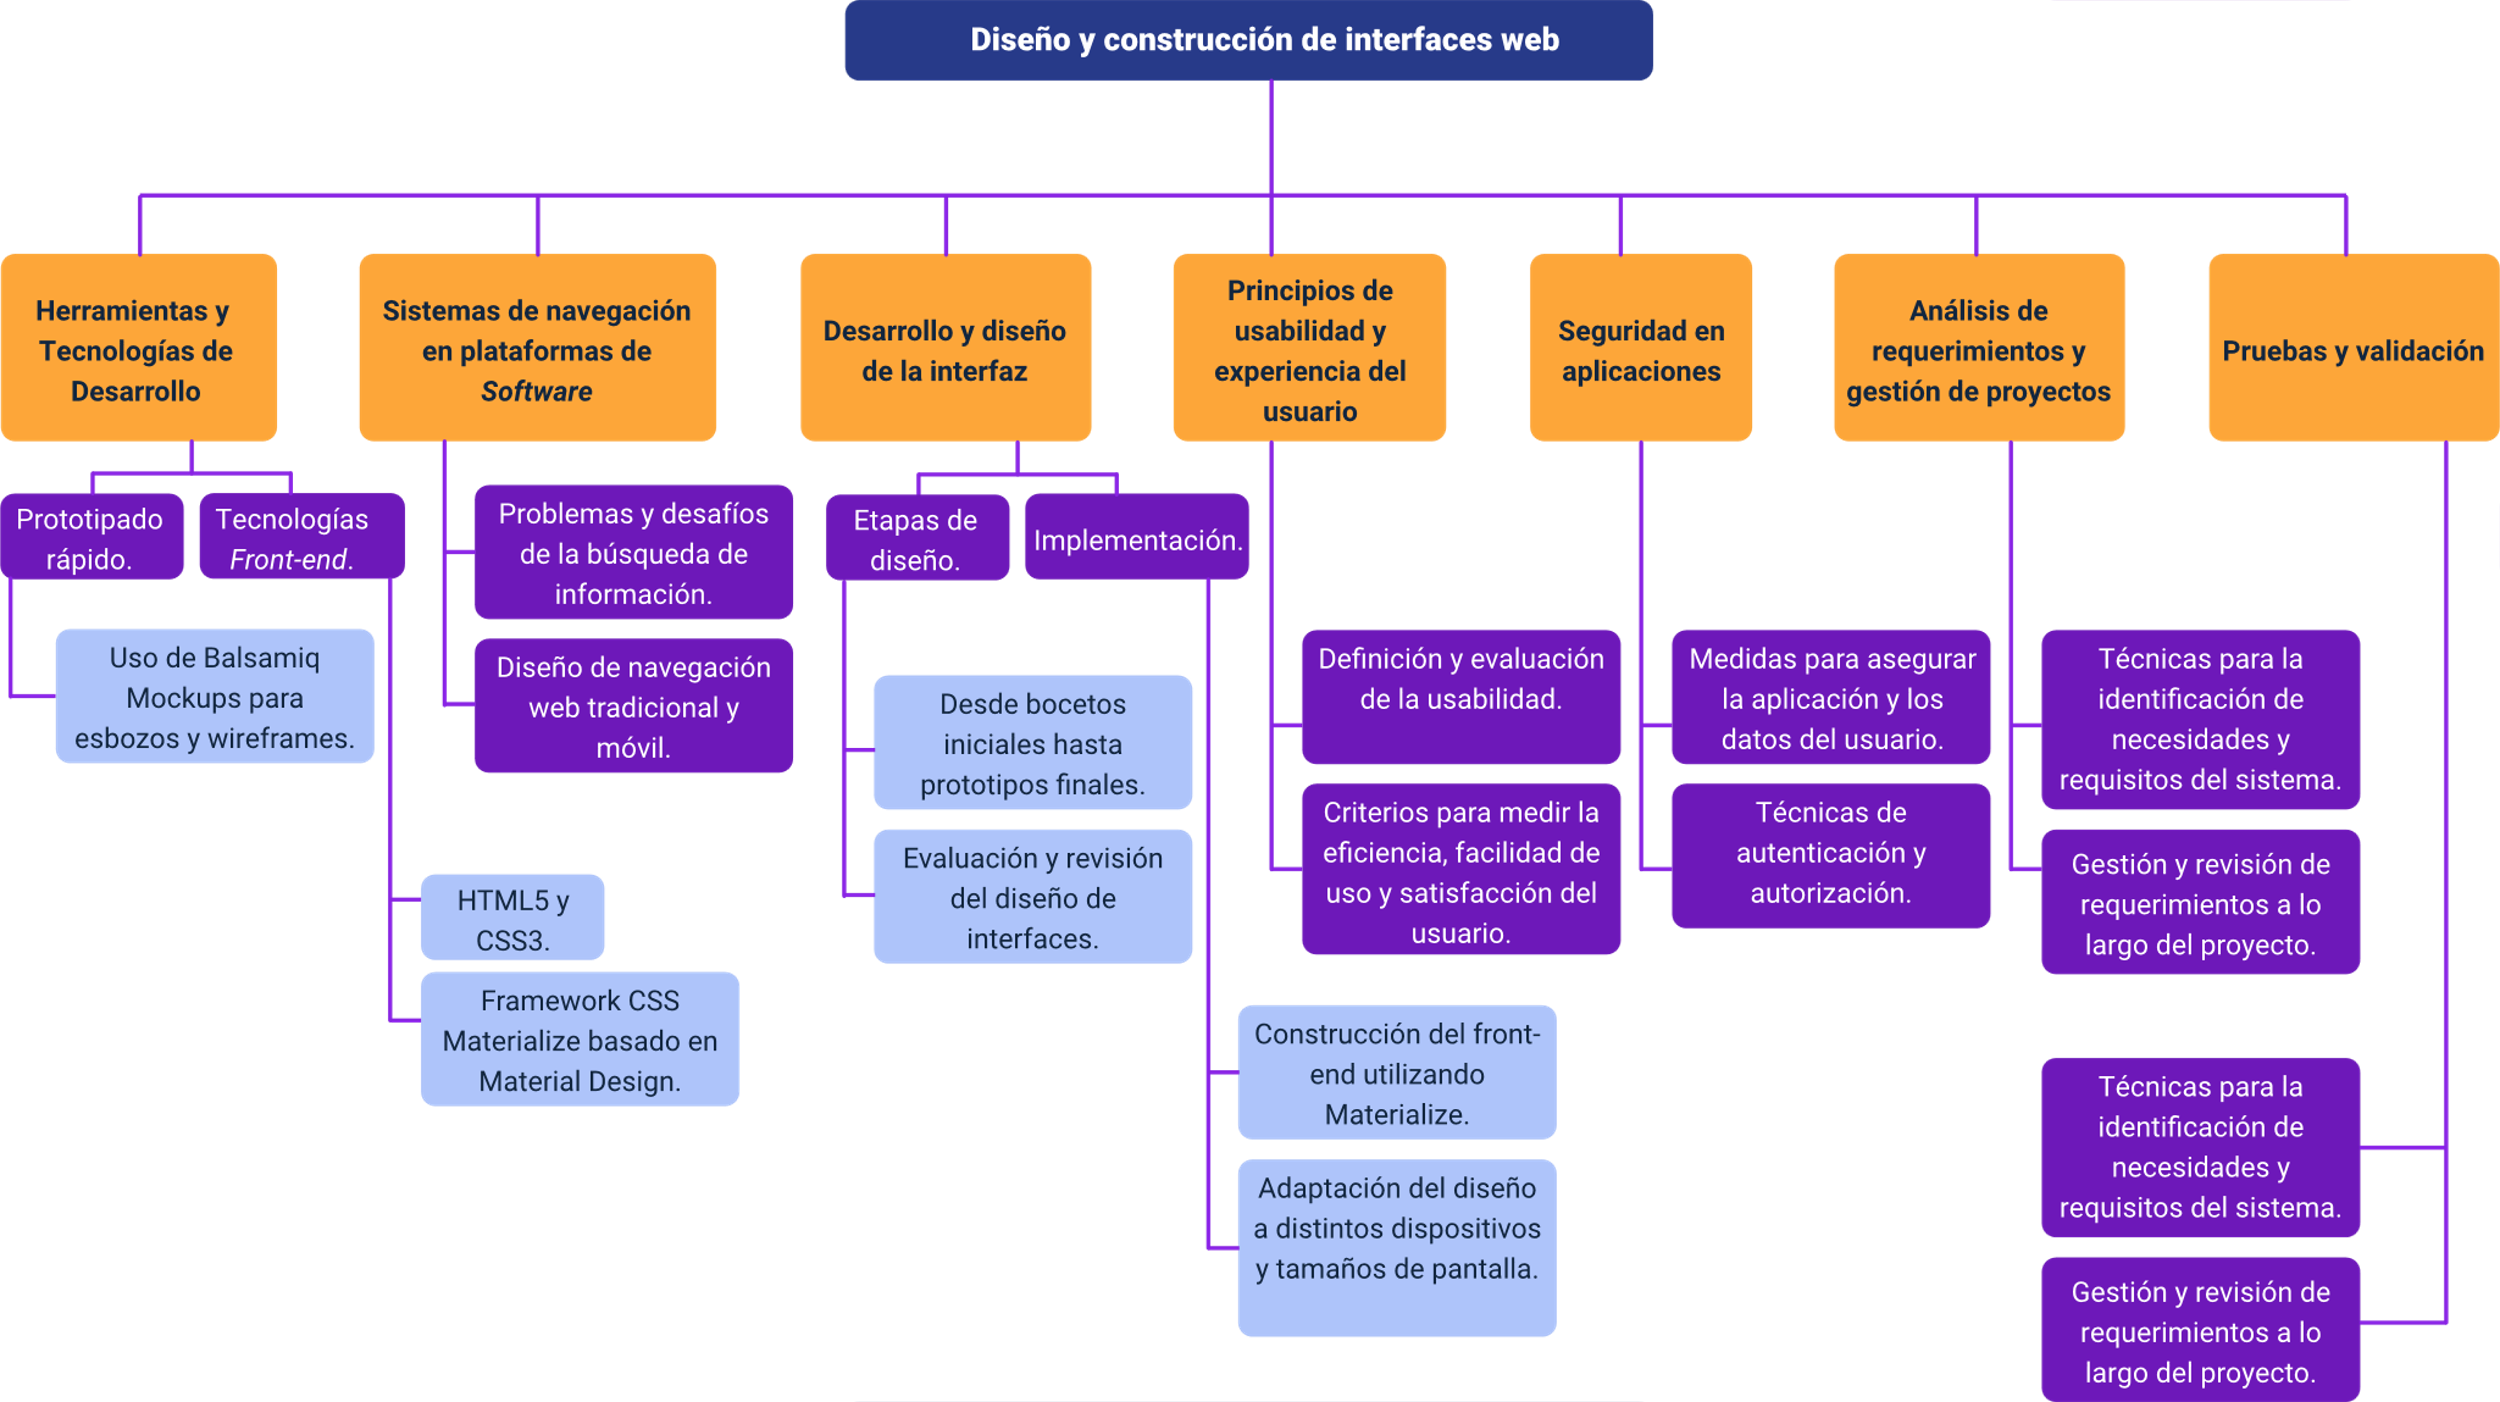 Diseño y construcción de interfaces web
Herramientas y
Tecnologías de
Desarrollo
Sistemas de navegación
en plataformas de
Software
Desarrollo y diseño
de la interfaz
Principios de
usabilidad y
experiencia del
usuario
Seguridad en
aplicaciones
Análisis de
requerimientos y
gestión de proyectos
Pruebas y validación
Prototipado
rápido.
Tecnologías
Front-end.
Uso de Balsamiq
Mockups para
esbozos y wireframes.
HTML5 y
CSS3.
Framework CSS
Materialize basado en
Material Design.
Problemas y desafíos
de la búsqueda de
información.
Diseño de navegación
web tradicional y
móvil.
Etapas de
diseño.
Implementación.
Desde bocetos
iniciales hasta
prototipos finales.
Evaluación y revisión
del diseño de
interfaces.
Construcción del front-
end utilizando
Materialize.
Adaptación del diseño
a distintos dispositivos
y tamaños de pantalla.
Definición y evaluación
de la usabilidad.
Criterios para medir la
eficiencia, facilidad de
uso y satisfacción del
usuario.
Medidas para asegurar
la aplicación y los
datos del usuario.
Técnicas de
autenticación y
autorización.
Técnicas para la
identificación de
necesidades y
requisitos del sistema.
Gestión y revisión de
requerimientos a lo
largo del proyecto.
Técnicas para la
identificación de
necesidades y
requisitos del sistema.
Gestión y revisión de
requerimientos a lo
largo del proyecto.